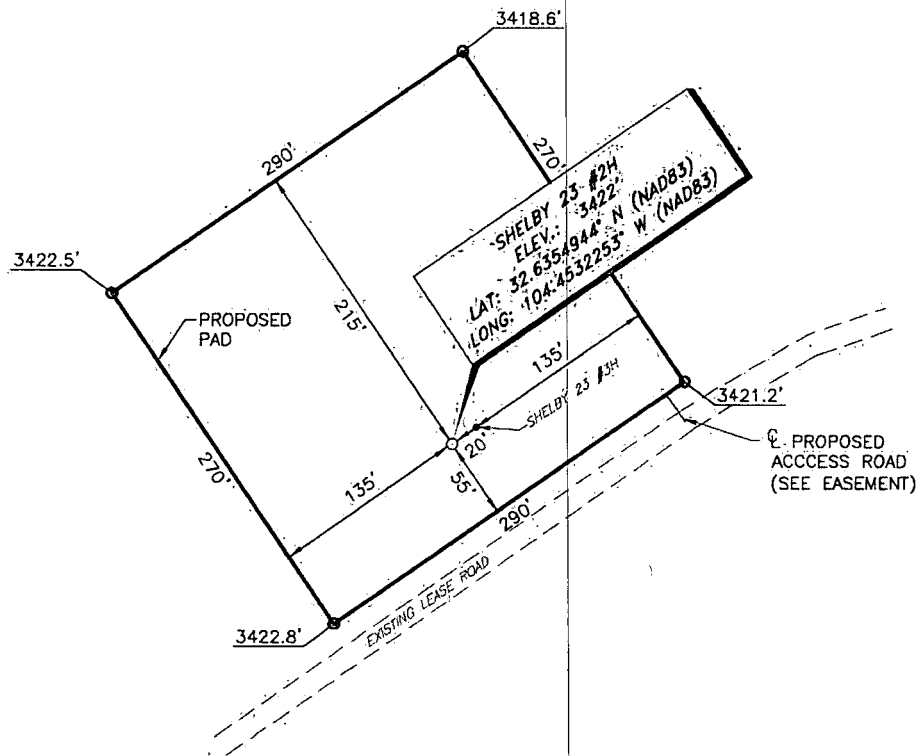 3418.6'
290'
270'
SHELBY 23 #2H
ELEV.: 3422'
LAT: 32.6354944° N (NAD83)
LONG: 104.4532253° W (NAD83)
3422.5'
PROPOSED
PAD
215'
135'
SHELBY 23 #3H
3421.2'
20'
℄ PROPOSED
ACCCESS ROAD
(SEE EASEMENT)
270'
135'
55'
290'
EXISTING LEASE ROAD
3422.8'